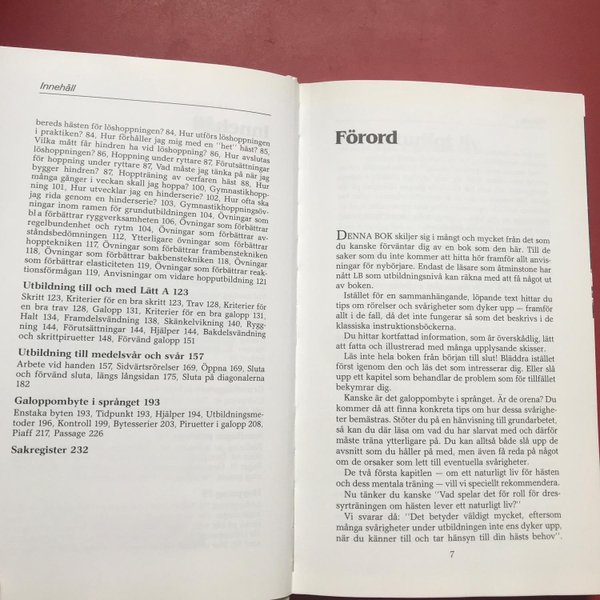 Innehåll
bereds hästen för löshoppningen? 84, Hur utförs löshoppningen
i praktiken? 84, Hur förhåller jag mig med en "het" häst? 85,
Vilka mått får hindren ha vid löshoppning? 86, Hur avslutas
löshoppningen? 86, Hoppning under ryttare 87, Förutsättningar
för hoppning under ryttare 87, Vad måste jag tänka på när jag
bygger hindren? 87, Hoppträning av oerfaren häst 88, Hur
många gånger i veckan skall jag hoppa? 100, Gymnastikhopp-
ning 101, Hur utvecklar jag en hinderserie? 102, Hur ofta ska
jag rida genom en hinderserie? 103, Gymnastikhoppningsöv-
ningar inom ramen för grundutbildningen 104, Övningar som
bl a förbättrar ryggverksamheten 106, Övningar som förbättrar
regelbundenhet och rytm 104, Övningar som förbättrar av-
ståndsbedömningen 112, Ytterligare övningar som förbättrar
hopptekniken 117, Övningar som förbättrar frambenstekniken
118, Övningar som förbättrar bakbenstekniken 118, Övningar
som förbättrar elasticiteten 119, Övningar som förbättrar reak-
tionsförmågan 119, Anvisningar om vidare hopputbildning 121
Utbildning till och med Lätt A 123
Skritt 123, Kriterier för en bra skritt 123, Trav 128, Kriterier för
en bra trav 128, Galopp 131, Kriterier för en bra galopp 131,
Halt 134, Framdelsvändning 138, Skänkelvikning 140, Rygg-
ning 144, Förutsättningar 144, Hjälper 144, Bakdelsvändning
och skrittpiruetter 148, Förvänd galopp 151
Utbildning till medelsvår och svår 157
Arbete vid handen 157, Sidvärtsrörelser 169, Öppna 169, Sluta
och förvänd sluta, längs långsidan 175, Sluta på diagonalerna
182
Galoppombyte i språnget 193
Enstaka byten 193, Tidpunkt 193, Hjälper 194, Utbildningsme-
toder 196, Kontroll 199, Bytesserier 203, Piruetter i galopp 208,
Piaff 217, Passage 226
Sakregister 232
Förord
DENNA BOK skiljer sig i mångt och mycket från det som
du kanske förväntar dig av en bok som den här. Till de
saker som du inte kommer att hitta hör framför allt anvis-
ningar för nybörjare. Endast de läsare som åtminstone har
nått LB som utbildningsnivå kan räkna med att få något ut
av boken.
Istället för en sammanhängande, löpande text hittar du
tips om rörelser och svårigheter som dyker upp — framför
allt i de fall, då det inte fungerar så som det beskrivs i de
klassiska instruktionsböckerna.
Du hittar kortfattad information, som är överskådlig, lätt
att fatta och illustrerad med många upplysande skisser.
Läs inte hela boken från början till slut! Bläddra istället
först igenom den och läs det som intresserar dig. Eller slå
upp ett kapitel som behandlar de problem som för tillfället
bekymrar dig.
Kanske är det galoppombyte i språnget. Är de orena? Du
kommer då att finna konkreta tips om hur dessa svårigheter
bemästras. Stöter du på en hänvisning till grundarbetet,
så kan du där läsa om vad du har slarvat med och därför
måste träna ytterligare på. Du kan alltså både slå upp de
avsnitt som du håller på med, men även få reda på något
om de orsaker som lett till eventuella svårigheter.
De två första kapitlen — om ett naturligt liv för hästen
och dess mentala träning — vill vi speciellt rekommendera.
Nu tänker du kanske "Vad spelar det för roll för dres-
syrträningen om hästen lever ett naturligt liv?"
Vi svarar då: "Det betyder väldigt mycket, eftersom
många svårigheter under utbildningen inte ens dyker upp,
när du känner till och tar hänsyn till din hästs behov".
7